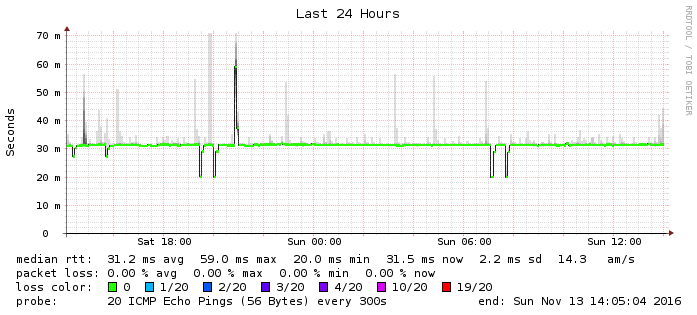 Last 24 Hours
RRDTOOL / TOBI OETIKER
Seconds
70 m
60 m
50 m
40 m
30 m
20 m
10 m
0
Sat 18:00 Sun 00:00 Sun 06:00 Sun 12:00
median rtt: 31.2 ms avg 59.0 ms max 20.0 ms min 31.5 ms now 2.2 ms sd 14.3 am/s
packet loss: 0.00 % avg 0.00 % max 0.00 % min 0.00 % now
loss color: 0 1/20 2/20 3/20 4/20 10/20 19/20
probe: 20 ICMP Echo Pings (56 Bytes) every 300s end: Sun Nov 13 14:05:04 2016